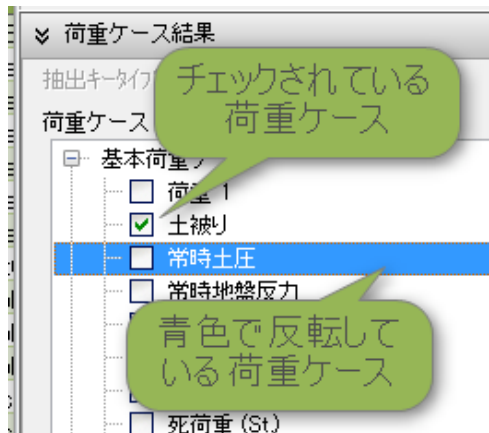 荷重ケース結果
抽出キータイプ
チェックされている
荷重ケース
荷重ケース
基本荷重ケ
荷重 1
土被り
常時土圧
常時地盤反力
青色で反転して
いる荷重ケース
死荷重 (St.)